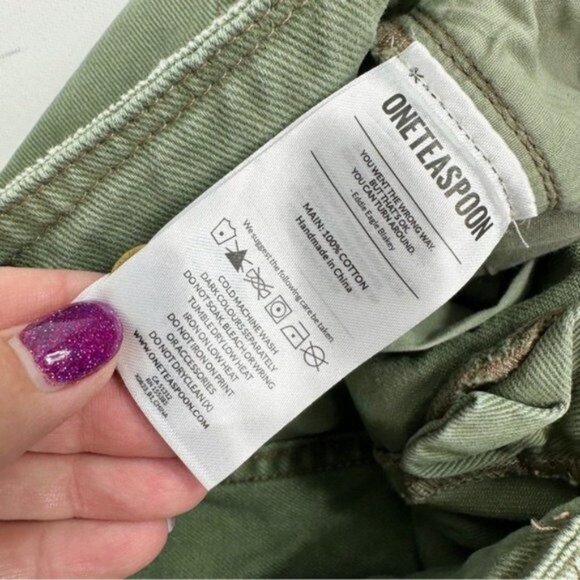 ONETEASPOON
YOU WENT THE WRONG WAY.
BUT THAT'S OK.
YOU CAN TURN AROUND.
- Eddie Eagle Blakey
MAIN: 100% COTTON
Handmade in China
We suggest the following care be taken.
COLD MACHINE WASH
DARK COLOURS SEPARATELY
DO NOT SOAK, BLEACH OR WRING
TUMBLE DRY LOW HEAT
IRON ON LOW HEAT
DO NOT IRON ON PRINT
OR ACCESSORIES
DO NOT DRY CLEAN (X)
WWW.ONETEASPOON.COM